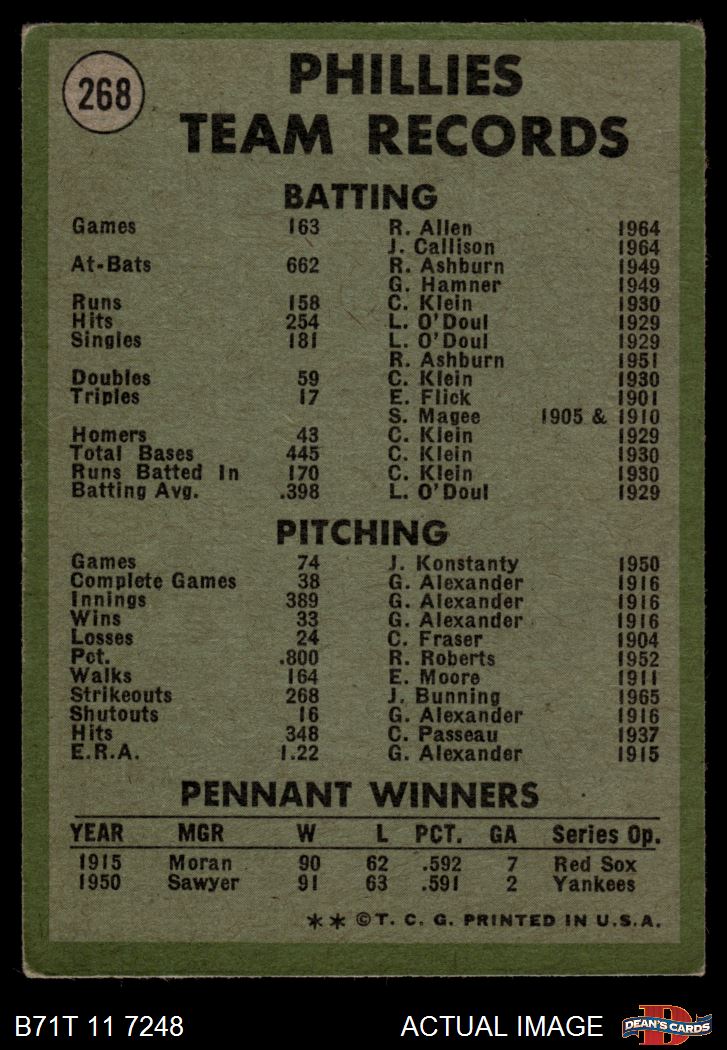 268
PHILLIES
TEAM RECORDS
BATTING
Games 163 R. Allen 1964
J. Callison 1964
At-Bats 662 R. Ashburn 1949
G. Hamner 1949
Runs 158 C. Klein 1930
Hits 254 L. O'Doul 1929
Singles 181 L. O'Doul 1929
R. Ashburn 1951
Doubles 59 C. Klein 1930
Triples 17 E. Flick 1901
S. Magee 1905 & 1910
Homers 43 C. Klein 1929
Total Bases 445 C. Klein 1930
Runs Batted In 170 C. Klein 1930
Batting Avg. .398 L. O'Doul 1929
PITCHING
Games 74 J. Konstanty 1950
Complete Games 38 G. Alexander 1916
Innings 389 G. Alexander 1916
Wins 33 G. Alexander 1916
Losses 24 C. Fraser 1904
Pct. .800 R. Roberts 1952
Walks 164 E. Moore 1911
Strikeouts 268 J. Bunning 1965
Shutouts 16 G. Alexander 1916
Hits 348 C. Passeau 1937
E.R.A. 1.22 G. Alexander 1915
PENNANT WINNERS
YEAR MGR W L PCT. GA Series Op.
1915 Moran 90 62 .592 7 Red Sox
1950 Sawyer 91 63 .591 2 Yankees
** ©T. C. G. PRINTED IN U.S.A.
B71T 11 7248 ACTUAL IMAGE D DEAN'S CARDS